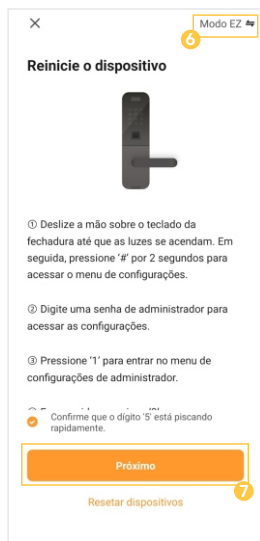 Modo EZ
6
Reinicie o dispositivo
① Deslize a mão sobre o teclado da
fechadura até que as luzes se acendam. Em
seguida, pressione '#' por 2 segundos para
acessar o menu de configurações.
② Digite uma senha de administrador para
acessar as configurações.
③ Pressione '1' para entrar no menu de
configurações de administrador.
Confirme que o dígito '5' está piscando
rapidamente.
Próximo
7
Resetar dispositivos